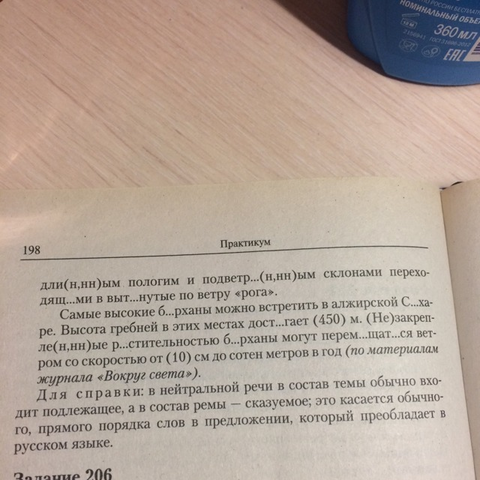 НОМИНАЛЬНЫЙ ОБЪЕ
360 МЛ
EAC
198
Практикум
дли(н,нн)ым пологим и подветр...(н,нн)ым склонами перехо-
дящ...ми в выт...нутые по ветру «рога».
Самые высокие б...рханы можно встретить в алжирской С...ха-
ре. Высота гребней в этих местах дост...гает (450) м. (Не)закреп-
ле(н,нн)ые р...стительностью б...рханы могут перем...щат...ся вет-
ром со скоростью от (10) см до сотен метров в год (по материалам
журнала «Вокруг света»).
Для справки: в нейтральной речи в состав темы обычно вхо-
дит подлежащее, а в состав ремы — сказуемое; это касается обычно-
го, прямого порядка слов в предложении, который преобладает в
русском языке.
Задание 206